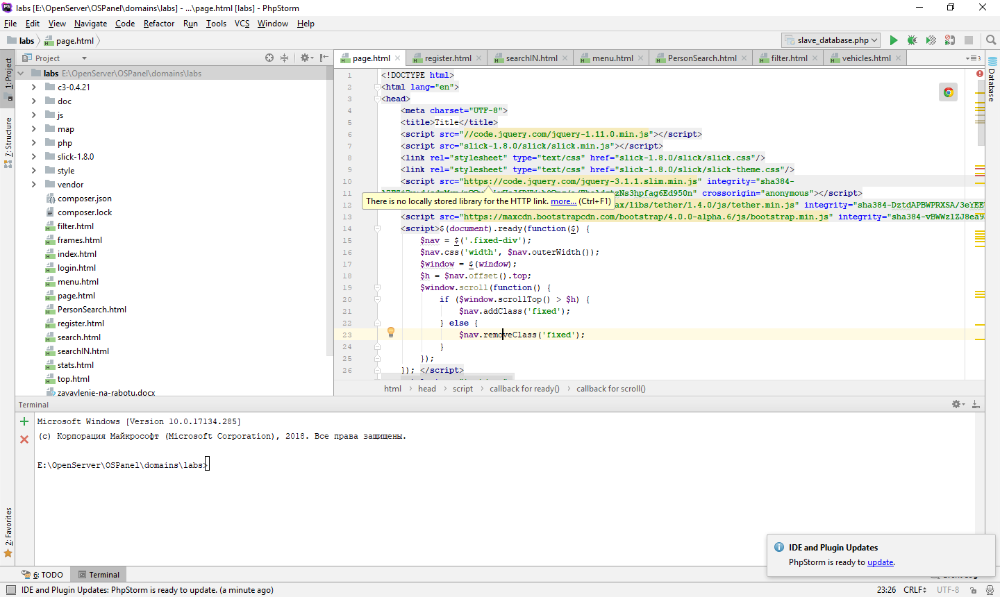 labs [E:\OpenServer\OSPanel\domains\labs] - ...\page.html [labs] - PhpStorm
File Edit View Navigate Code Refactor Run Tools VCS Window Help
labs page.html slave_database.php
1: Project
7: Structure
2: Favorites
Project
labs E:\OpenServer\OSPanel\domains\labs
c3-0.4.21
doc
js
map
php
slick-1.8.0
style
vendor
composer.json
composer.lock
filter.html
frames.html
index.html
login.html
menu.html
page.html
PersonSearch.html
register.html
search.html
searchIN.html
stats.html
top.html
zayavlenie-na-rabotu.docx
page.html register.html searchIN.html menu.html PersonSearch.html filter.html vehicles.html 3
Database
1 <!DOCTYPE html>
2 <html lang="en">
3 <head>
4 <meta charset="UTF-8">
5 <title>Title</title>
6 <script src="//code.jquery.com/jquery-1.11.0.min.js"></script>
7 <script src="slick-1.8.0/slick/slick.min.js"></script>
8 <link rel="stylesheet" type="text/css" href="slick-1.8.0/slick/slick.css"/>
9 <link rel="stylesheet" type="text/css" href="slick-1.8.0/slick/slick-theme.css"/>
10 <script src="https://code.jquery.com/jquery-3.1.1.slim.min.js" integrity="sha384-
11 crossorigin="anonymous"></script>
There is no locally stored library for the HTTP link. more... (Ctrl+F1)
12 ax/libs/tether/1.4.0/js/tether.min.js" integrity="sha384-DztdAPBWPRXSA/3eYEE
13 <script src="https://maxcdn.bootstrapcdn.com/bootstrap/4.0.0-alpha.6/js/bootstrap.min.js" integrity="sha384-vBWWzlZJ8ea9
14 <script>$(document).ready(function($) {
15 $nav = $('.fixed-div');
16 $nav.css('width', $nav.outerWidth());
17 $window = $(window);
18 $h = $nav.offset().top;
19 $window.scroll(function() {
20 if ($window.scrollTop() > $h) {
21 $nav.addClass('fixed');
22 } else {
23 $nav.removeClass('fixed');
24 }
25 });
26 }); </script>
html head script callback for ready() callback for scroll()
Terminal
Microsoft Windows [Version 10.0.17134.285]
(c) Корпорация Майкрософт (Microsoft Corporation), 2018. Все права защищены.
E:\OpenServer\OSPanel\domains\labs>
IDE and Plugin Updates
PhpStorm is ready to update.
6: TODO Terminal
IDE and Plugin Updates: PhpStorm is ready to update. (a minute ago) 23:26 CRLF UTF-8